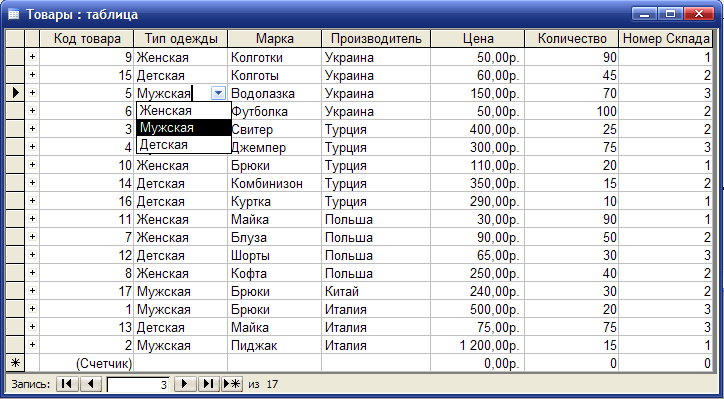 Товары : таблица
Код товара Тип одежды Марка Производитель Цена Количество Номер Склада
+ 9 Женская Колготки Украина 50,00р. 90 1
+ 15 Детская Колготы Украина 60,00р. 45 2
+ 5 Мужская Водолазка Украина 150,00р. 70 3
+ 6 Женская Футболка Украина 50,00р. 100 2
+ 3 Мужская Свитер Турция 400,00р. 25 2
+ 4 Детская Джемпер Турция 300,00р. 75 3
+ 10 Женская Брюки Турция 110,00р. 20 1
+ 14 Детская Комбинизон Турция 350,00р. 15 2
+ 16 Детская Куртка Турция 290,00р. 10 1
+ 11 Женская Майка Польша 30,00р. 90 1
+ 7 Женская Блуза Польша 90,00р. 50 2
+ 12 Детская Шорты Польша 65,00р. 30 3
+ 8 Женская Кофта Польша 250,00р. 40 2
+ 17 Мужская Брюки Китай 240,00р. 30 2
+ 1 Мужская Брюки Италия 500,00р. 20 3
+ 13 Детская Майка Италия 75,00р. 75 3
+ 2 Мужская Пиджак Италия 1 200,00р. 15 1
(Счетчик) 0,00р. 0 0
Запись: 3 из 17